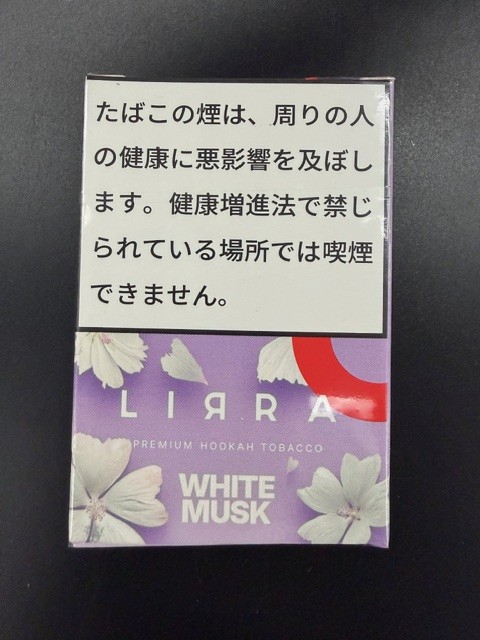 たばこの煙は、周りの人
の健康に悪影響を及ぼし
ます。健康増進法で禁じ
られている場所では喫煙
できません。
LIЯRA
PREMIUM HOOKAH TOBACCO
WHITE
MUSK